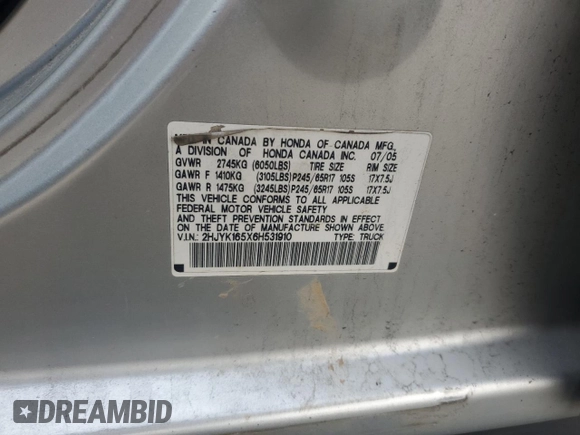 MFD. IN CANADA BY HONDA OF CANADA MFG.
A DIVISION OF HONDA CANADA INC. 07/05
GVWR 2745KG (6050LBS) TIRE SIZE RIM SIZE
GAWR F 1410KG (3105LBS)P245/65R17 105S 17X7.5J
GAWR R 1475KG (3245LBS)P245/65R17 105S 17X7.5J
THIS VEHICLE CONFORMS TO ALL APPLICABLE
FEDERAL MOTOR VEHICLE SAFETY
AND THEFT PREVENTION STANDARDS IN EFFECT
ON THE DATE OF MANUFACTURE SHOWN ABOVE.
V.I.N.: 2HJYK165X6H531910 TYPE: TRUCK
DREAMBID